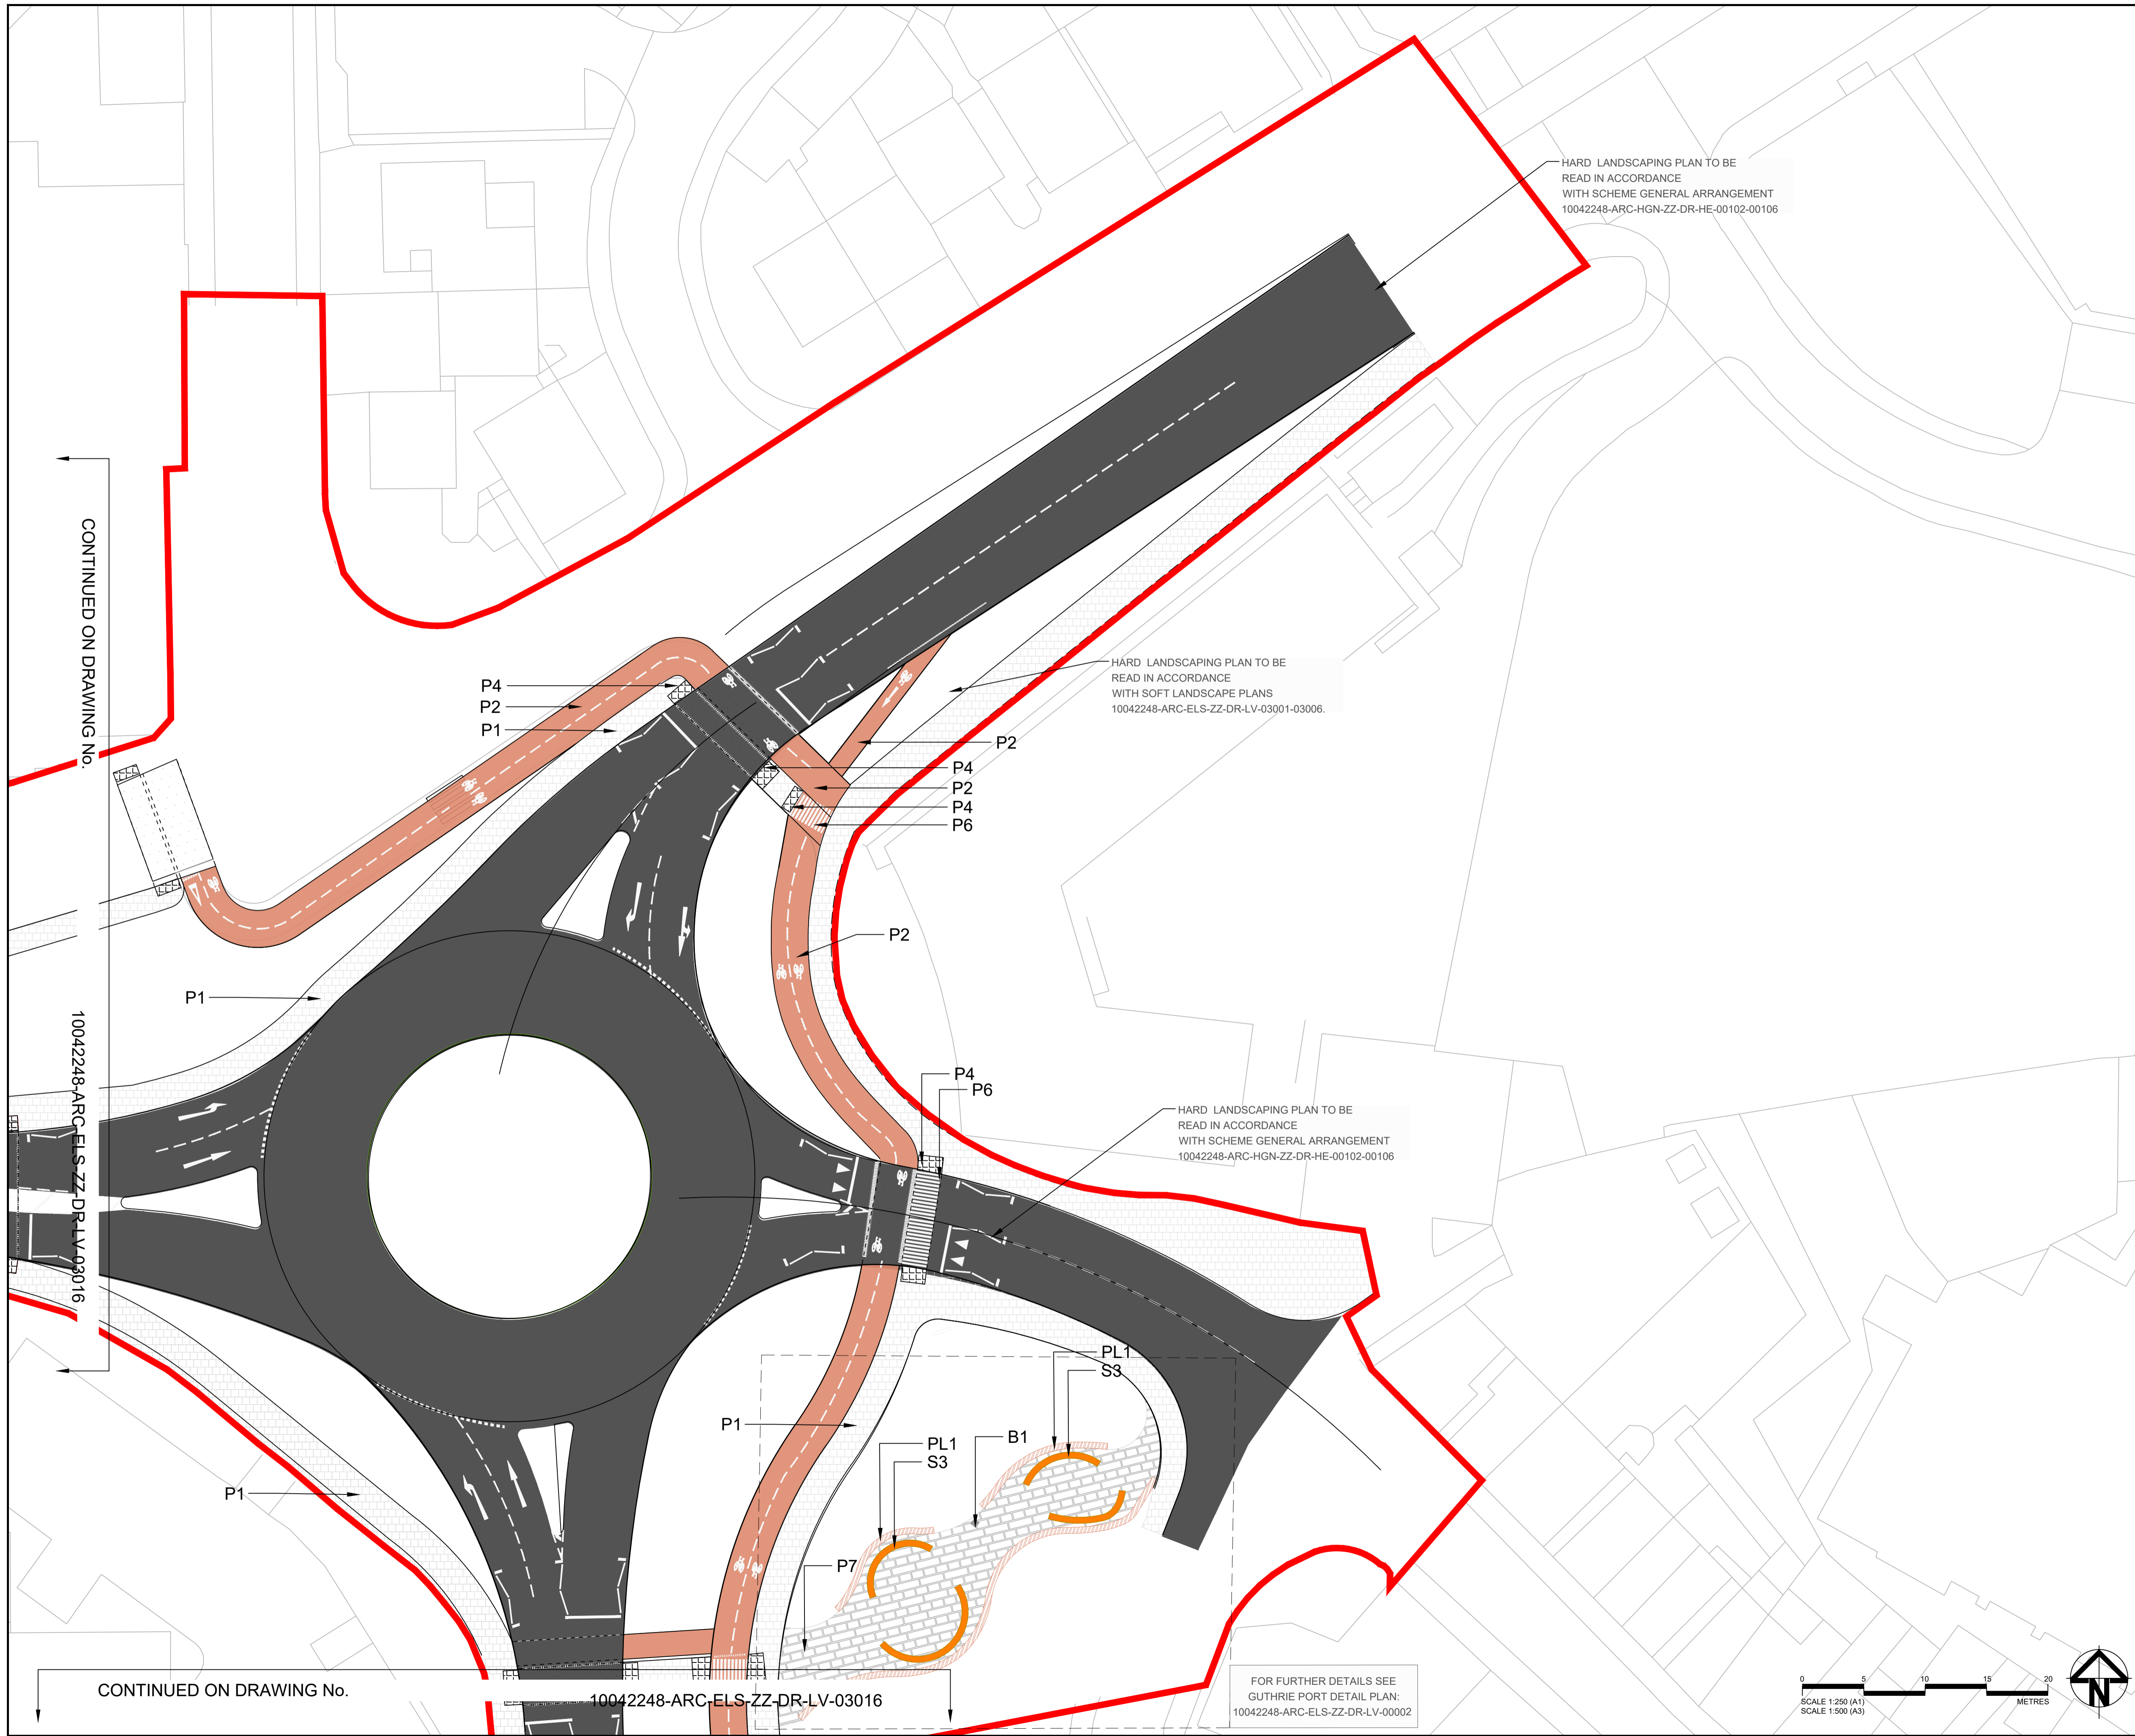 HARD LANDSCAPING PLAN TO BE
READ IN ACCORDANCE
WITH SCHEME GENERAL ARRANGEMENT
10042248-ARC-HGN-ZZ-DR-HE-00102-00106
CONTINUED ON DRAWING No.
10042248-ARC-ELS-ZZ-DR-LV-03016
P4
P2
P1
HARD LANDSCAPING PLAN TO BE
READ IN ACCORDANCE
WITH SOFT LANDSCAPE PLANS
10042248-ARC-ELS-ZZ-DR-LV-03001-03006.
P2
P4
P2
P4
P6
P2
P1
P4
P6
HARD LANDSCAPING PLAN TO BE
READ IN ACCORDANCE
WITH SCHEME GENERAL ARRANGEMENT
10042248-ARC-HGN-ZZ-DR-HE-00102-00106
PL1
S3
P1
PL1
S3
B1
P1
P7
CONTINUED ON DRAWING No.
10042248-ARC-ELS-ZZ-DR-LV-03016
FOR FURTHER DETAILS SEE
GUTHRIE PORT DETAIL PLAN:
10042248-ARC-ELS-ZZ-DR-LV-00002
0 5 10 15 20
SCALE 1:250 (A1) METRES
SCALE 1:500 (A3)
N